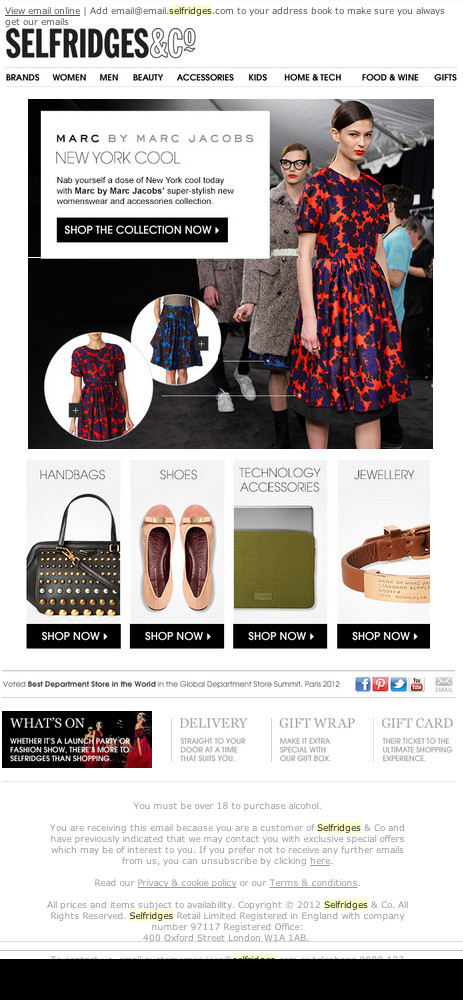 View email online | Add email@email.selfridges.com to your address book to make sure you always
get our emails
SELFRIDGES&Co
BRANDS WOMEN MEN BEAUTY ACCESSORIES KIDS HOME & TECH FOOD & WINE GIFTS
MARC BY MARC JACOBS
NEW YORK COOL
Nab yourself a dose of New York cool today
with Marc by Marc Jacobs' super-stylish new
womenswear and accessories collection.
SHOP THE COLLECTION NOW
HANDBAGS
SHOP NOW
SHOES
SHOP NOW
TECHNOLOGY
ACCESSORIES
SHOP NOW
JEWELLERY
SHOP NOW
Voted Best Department Store in the World in the Global Department Store Summit, Paris 2012
You Tube
EMAIL
WHAT'S ON
WHETHER IT'S A LAUNCH PARTY OR
FASHION SHOW, THERE'S MORE TO
SELFRIDGES THAN SHOPPING.
DELIVERY
STRAIGHT TO YOUR
DOOR AT A TIME
THAT SUITS YOU.
GIFT WRAP
MAKE IT EXTRA
SPECIAL WITH
OUR GIFT BOX.
GIFT CARD
THEIR TICKET TO THE
ULTIMATE SHOPPING
EXPERIENCE.
You must be over 18 to purchase alcohol.
You are receiving this email because you are a customer of Selfridges & Co and
have previously indicated that we may contact you with exclusive special offers
which may be of interest to you. If you prefer not to receive any further emails
from us, you can unsubscribe by clicking here.
Read our Privacy & cookie policy or our Terms & conditions.
All prices and items subject to availability. Copyright © 2012 Selfridges & Co. All
Rights Reserved. Selfridges Retail Limited Registered in England with company
number 97117 Registered Office:
400 Oxford Street London W1A 1AB.